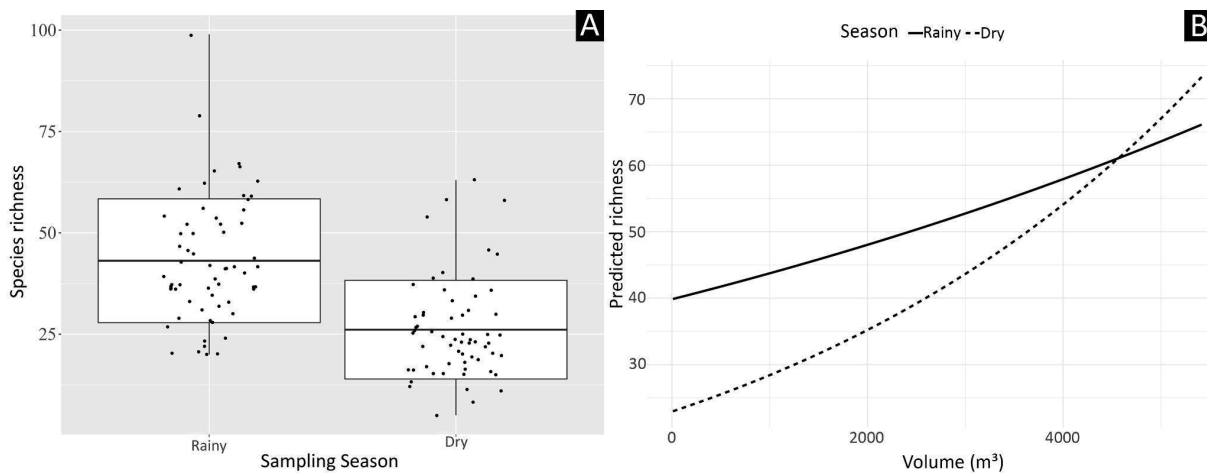 A
Species richness
100
75
50
25
Rainy
Dry
Sampling Season
B
Season Rainy Dry
Predicted richness
70
60
50
40
30
0
2000
4000
Volume (m³)